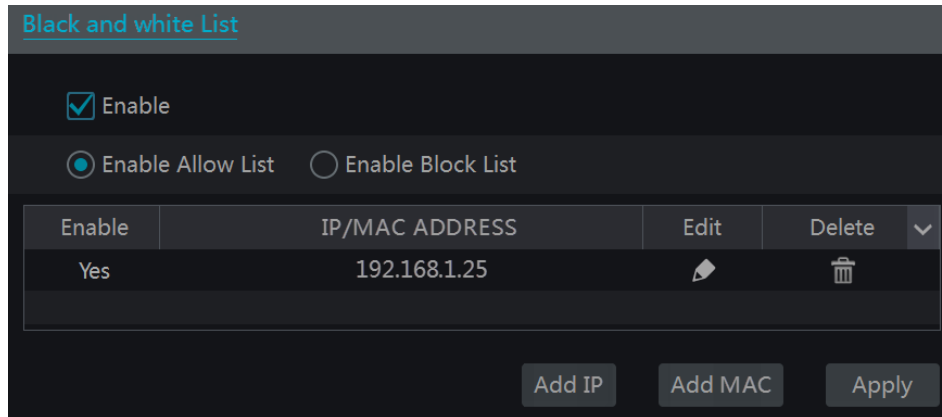 Black and white List
Enable
Enable Allow List Enable Block List
Enable IP/MAC ADDRESS Edit Delete
Yes 192.168.1.25
Add IP Add MAC Apply